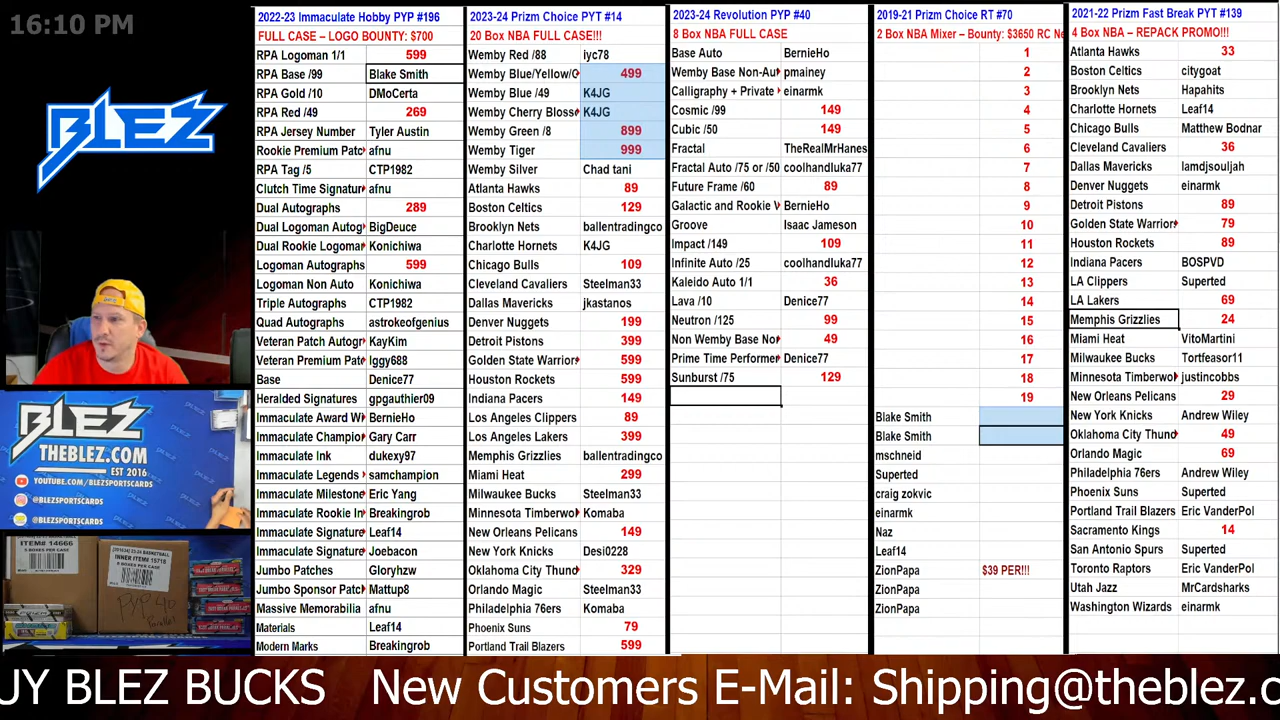 16:10 PM
BLEZ
BLEZ
THEBLEZ.COM
EST 2016
YOUTUBE.COM/BLEZSPORTSCARDS
@BLEZSPORTSCARDS
@BLEZSPORTSCARDS
ITEM# 14666
INNER ITEM# 15718
2022-23 Immaculate Hobby PYP #196
FULL CASE – LOGO BOUNTY: $700
RPA Logoman 1/1 599
RPA Base /99 Blake Smith
RPA Gold /10 DMoCerta
RPA Red /49 269
RPA Jersey Number Tyler Austin
Rookie Premium Patc afnu
RPA Tag /5 CTP1982
Clutch Time Signatur afnu
Dual Autographs 289
Dual Logoman Autog BigDeuce
Dual Rookie Logomar Konichiwa
Logoman Autographs 599
Logoman Non Auto Konichiwa
Triple Autographs CTP1982
Quad Autographs astrokeofgenius
Veteran Patch Autogr KayKim
Veteran Premium Pat Iggy688
Base Denice77
Heralded Signatures gpgauthier09
Immaculate Award Wi BernieHo
Immaculate Champio Gary Carr
Immaculate Ink dukexy97
Immaculate Legends samchampion
Immaculate Milestone Eric Yang
Immaculate Rookie In Breakingrob
Immaculate Signature Leaf14
Immaculate Signature Joebacon
Jumbo Patches Gloryhzw
Jumbo Sponsor Patch Mattup8
Massive Memorabilia afnu
Materials Leaf14
Modern Marks Breakingrob
2023-24 Prizm Choice PYT #14
20 Box NBA FULL CASE!!!
Wemby Red /88 iyc78
Wemby Blue/Yellow/G 499
Wemby Blue /49 K4JG
Wemby Cherry Blosso K4JG
Wemby Green /8 899
Wemby Tiger 999
Wemby Silver Chad tani
Atlanta Hawks 89
Boston Celtics 129
Brooklyn Nets ballentradingco
Charlotte Hornets K4JG
Chicago Bulls 109
Cleveland Cavaliers Steelman33
Dallas Mavericks jkastanos
Denver Nuggets 199
Detroit Pistons 399
Golden State Warrior 599
Houston Rockets 599
Indiana Pacers 149
Los Angeles Clippers 89
Los Angeles Lakers 399
Memphis Grizzlies ballentradingco
Miami Heat 299
Milwaukee Bucks Steelman33
Minnesota Timberwo Komaba
New Orleans Pelicans 149
New York Knicks Desi0228
Oklahoma City Thun 329
Orlando Magic Steelman33
Philadelphia 76ers Komaba
Phoenix Suns 79
Portland Trail Blazers 599
2023-24 Revolution PYP #40
8 Box NBA FULL CASE
Base Auto BernieHo
Wemby Base Non-Au pmainey
Calligraphy + Private einarmk
Cosmic /99 149
Cubic /50 149
Fractal TheRealMrHanes
Fractal Auto /75 or /50 coolhandluka77
Future Frame /60 89
Galactic and Rookie V BernieHo
Groove Isaac Jameson
Impact /149 109
Infinite Auto /25 coolhandluka77
Kaleido Auto 1/1 36
Lava /10 Denice77
Neutron /125 99
Non Wemby Base Nor 49
Prime Time Performer Denice77
Sunburst /75 129
2019-21 Prizm Choice RT #70
2 Box NBA Mixer – Bounty: $3650 RC Ne
1
2
3
4
5
6
7
8
9
10
11
12
13
14
15
16
17
18
19
Blake Smith
Blake Smith
mschneid
Superted
craig zokvic
einarmk
Naz
Leaf14
ZionPapa $39 PER!!!
ZionPapa
ZionPapa
2021-22 Prizm Fast Break PYT #139
4 Box NBA – REPACK PROMO!!!
Atlanta Hawks 33
Boston Celtics citygoat
Brooklyn Nets Hapahits
Charlotte Hornets Leaf14
Chicago Bulls Matthew Bodnar
Cleveland Cavaliers 36
Dallas Mavericks Iamdjsouljah
Denver Nuggets einarmk
Detroit Pistons 89
Golden State Warrior 79
Houston Rockets 89
Indiana Pacers BOSPVD
LA Clippers Superted
LA Lakers 69
Memphis Grizzlies 24
Miami Heat VitoMartini
Milwaukee Bucks Tortfeasor11
Minnesota Timberwo justincobbs
New Orleans Pelicans 29
New York Knicks Andrew Wiley
Oklahoma City Thund 49
Orlando Magic 69
Philadelphia 76ers Andrew Wiley
Phoenix Suns Superted
Portland Trail Blazers Eric VanderPol
Sacramento Kings 14
San Antonio Spurs Superted
Toronto Raptors Eric VanderPol
Utah Jazz MrCardsharks
Washington Wizards einarmk
UY BLEZ BUCKS New Customers E-Mail: Shipping@theblez.c